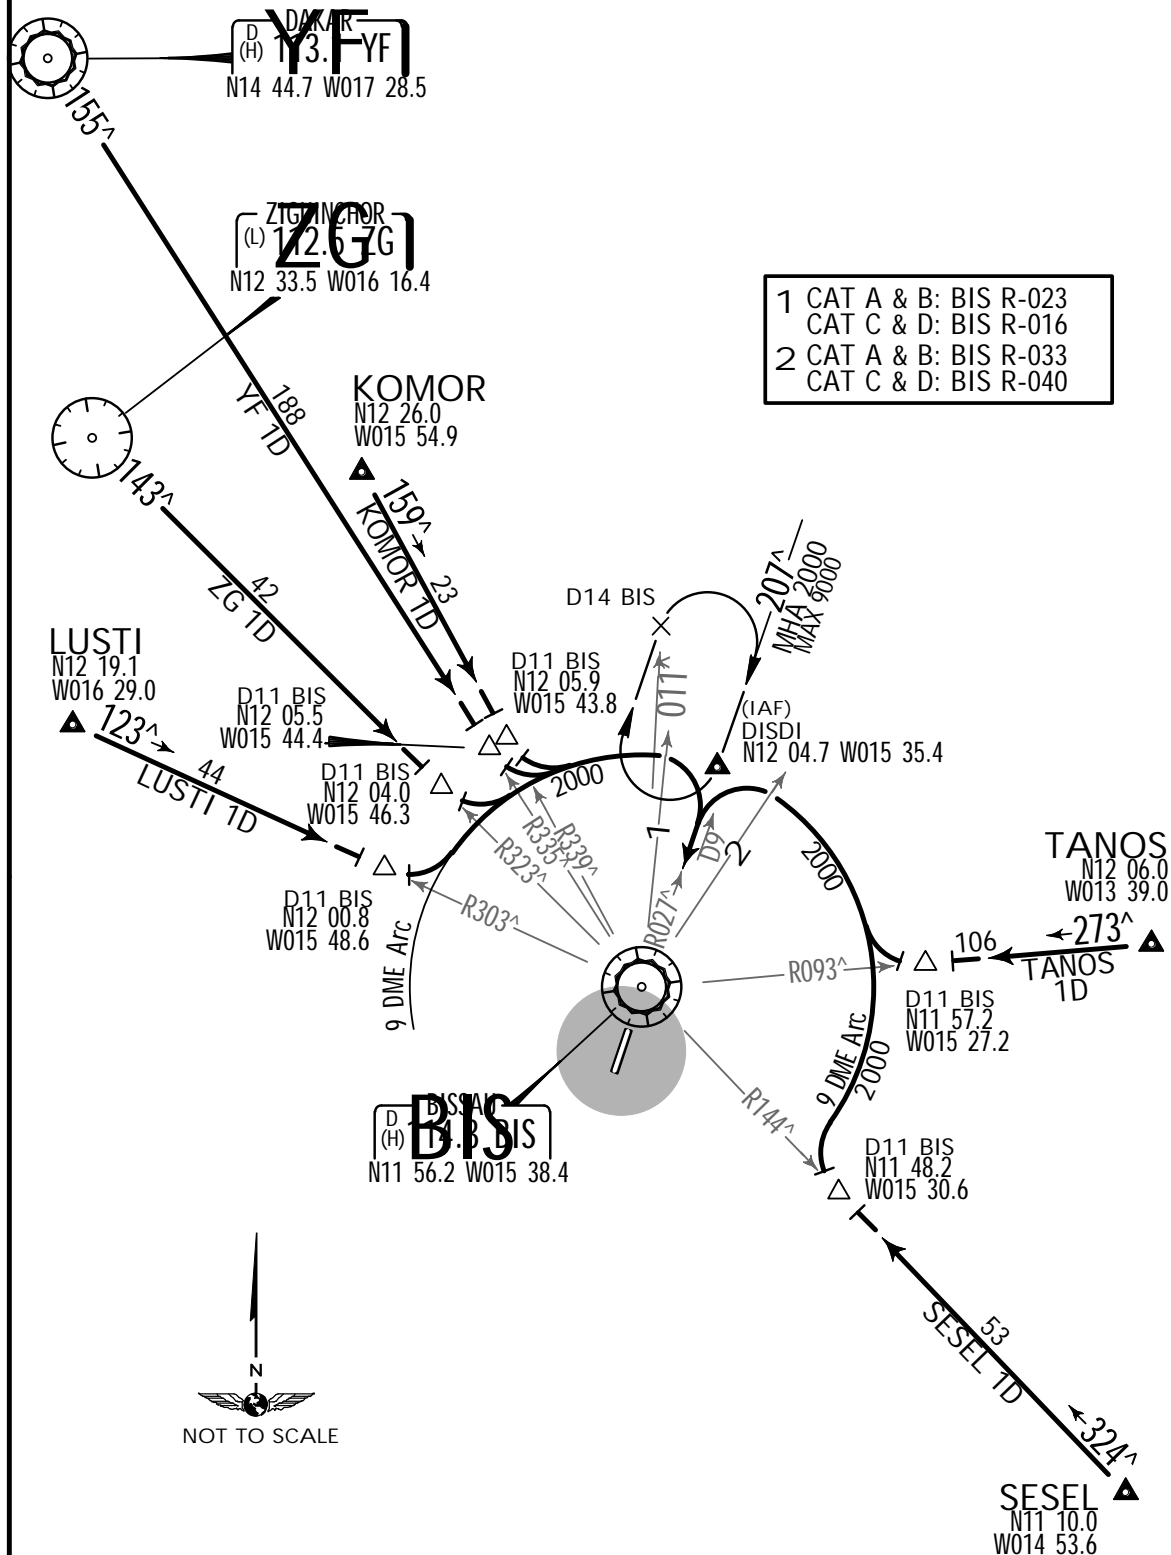 DAKAR
D
(H)
YF
N14 44.7 W017 28.5
155^
ZIGUINCHOR
(L) 112.5 ZG
ZG
N12 33.5 W016 16.4
1 CAT A & B: BIS R-023
CAT C & D: BIS R-016
2 CAT A & B: BIS R-033
CAT C & D: BIS R-040
188
YF 1D
KOMOR
N12 26.0
W015 54.9
143^
159^
KOMOR 1D
23
42
ZG 1D
207^
MHA 2000
MAX 9000
D14 BIS
LUSTI
N12 19.1
W016 29.0
123^
44
LUSTI 1D
D11 BIS
N12 05.9
W015 43.8
D11 BIS
N12 05.5
W015 44.4
011^
(IAF)
DISDI
N12 04.7 W015 35.4
D11 BIS
N12 04.0
W015 46.3
2000
R339^
R335^
R323^
R303^
1
D9
2
R027^
2000
TANOS
N12 06.0
W013 39.0
D11 BIS
N12 00.8
W015 48.6
9 DME Arc
R093^
106
273^
TANOS
1D
D11 BIS
N11 57.2
W015 27.2
9 DME Arc
2000
R144^
BISSAU
D
(H)
BIS
N11 56.2 W015 38.4
D11 BIS
N11 48.2
W015 30.6
53
SESEL 1D
324^
N
NOT TO SCALE
SESEL
N11 10.0
W014 53.6